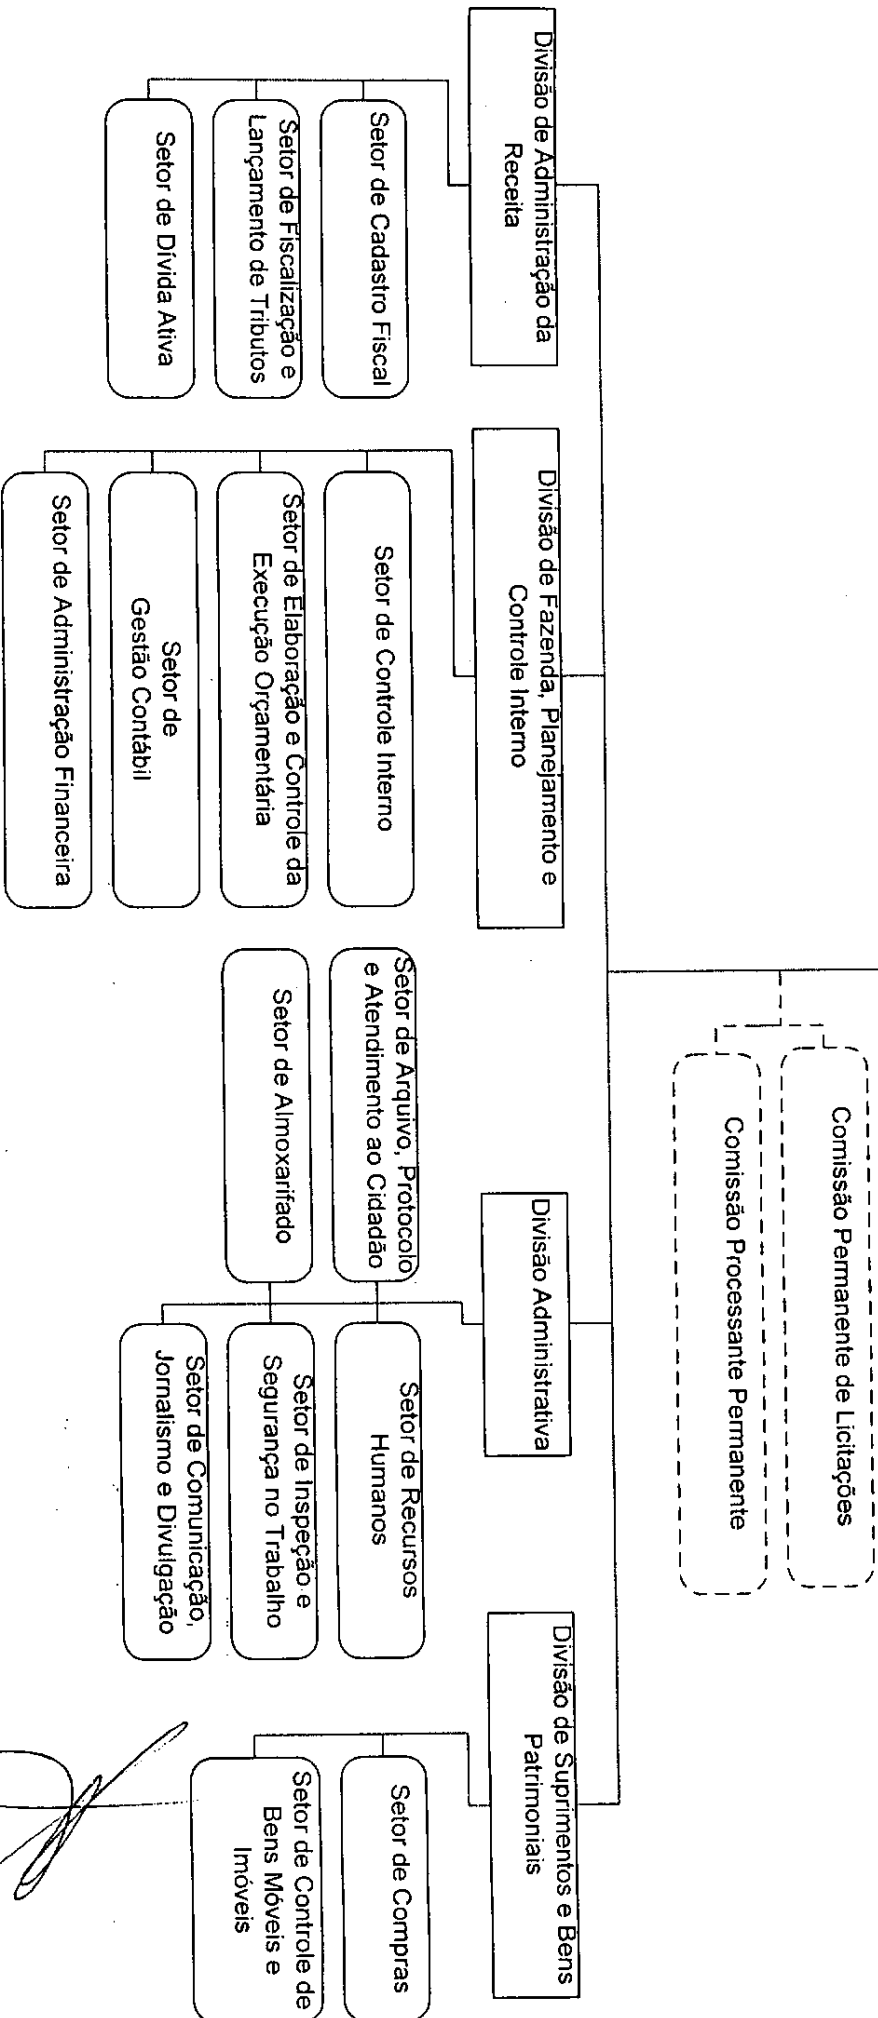 Comissão Permanente de Licitações
Comissão Processante Permanente
Divisão de Administração da
Receita
Setor de Cadastro Fiscal
Setor de Fiscalização e
Lançamento de Tributos
Setor de Dívida Ativa
Divisão de Fazenda, Planejamento e
Controle Interno
Setor de Controle Interno
Setor de Elaboração e Controle da
Execução Orçamentária
Setor de
Gestão Contábil
Setor de Administração Financeira
Divisão Administrativa
Setor de Arquivo, Protocolo
e Atendimento ao Cidadão
Setor de Almoxarifado
Setor de Recursos
Humanos
Setor de Inspeção e
Segurança no Trabalho
Setor de Comunicação,
Jornalismo e Divulgação
Divisão de Suprimentos e Bens
Patrimoniais
Setor de Compras
Setor de Controle de
Bens Móveis e
Imóveis